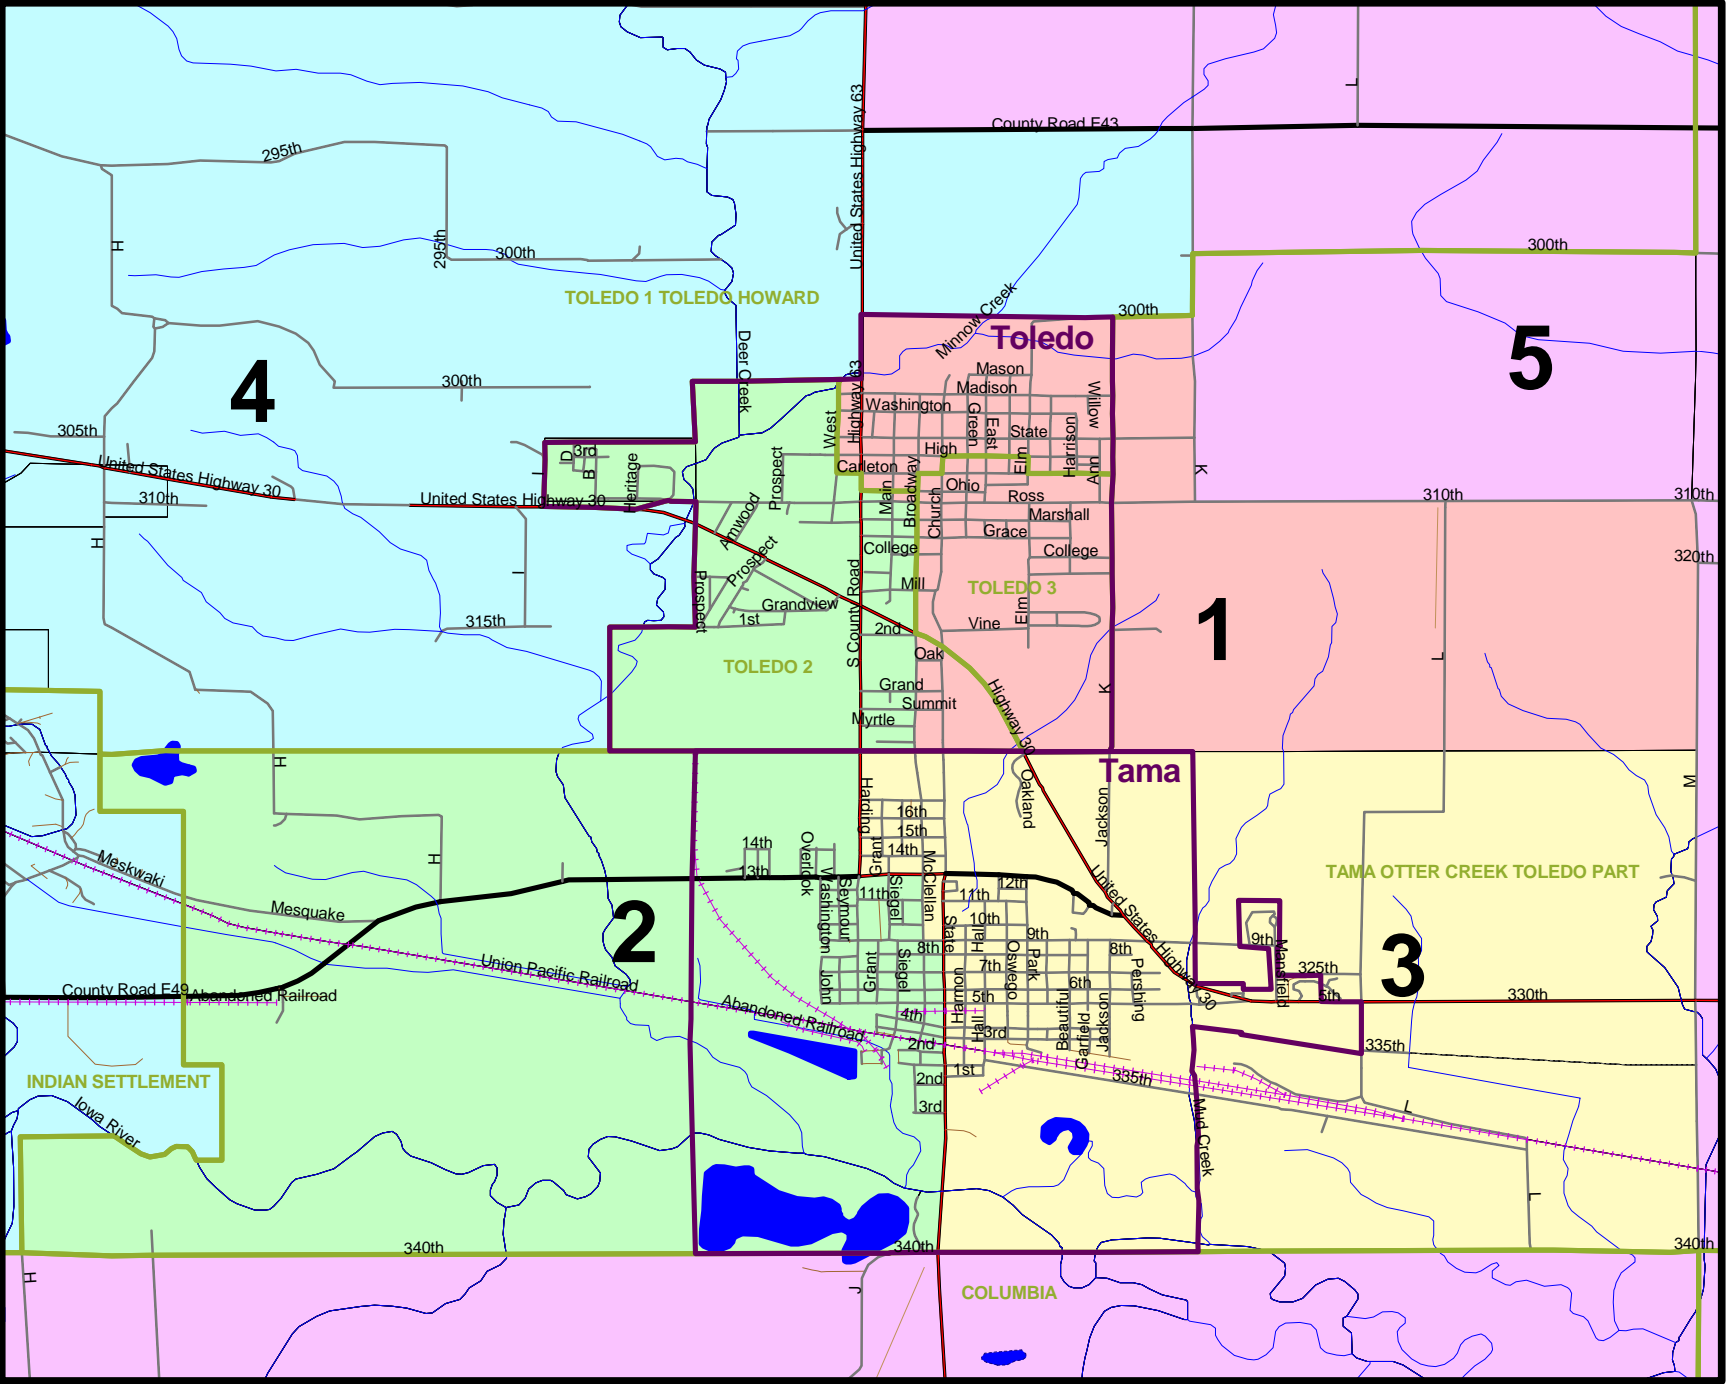 County Road E43
United States Highway 63
L
295th
H
295th
300th
300th
TOLEDO 1 TOLEDO HOWARD
300th
Minnow Creek
Toledo
5
Deer Creek
4
300th
Highway 63
Mason
Madison
Willow
Washington
West
Green
East
State
Harrison
305th
3rd
D
B
I
Heritage
High
Elm
Ann
K
Carleton
Prospect
Broadway
Ohio
United States Highway 30
310th
United States Highway 30
Main
Church
Ross
310th
310th
Marshall
Amwood
Grace
H
College
College
320th
Prospect
I
Prospect
Mill
TOLEDO 3
Grandview
S County Road
Elm
1
315th
1st
2nd
Vine
Oak
L
TOLEDO 2
Grand
K
Summit
Highway 30
Myrtle
H
Tama
M
Harding
Oakland
Jackson
16th
15th
14th
14th
Overlook
Grant
McClellan
H
Meskwaki
13th
TAMA OTTER CREEK TOLEDO PART
12th
United States Highway 30
Washington
Seymour
11th
Siegel
11th
Mesquake
2
10th
State
Hall
9th
9th
3
8th
8th
Oswego
Park
Mansfield
Union Pacific Railroad
Grant
Siegel
7th
325th
John
6th
Pershing
County Road E49
Abandoned Railroad
Harmon
5th
5th
330th
Abandoned Railroad
4th
Hall
3rd
Beautiful
Garfield
Jackson
2nd
335th
1st
335th
INDIAN SETTLEMENT
2nd
Iowa River
3rd
L
Mud Creek
L
340th
340th
340th
H
J
COLUMBIA